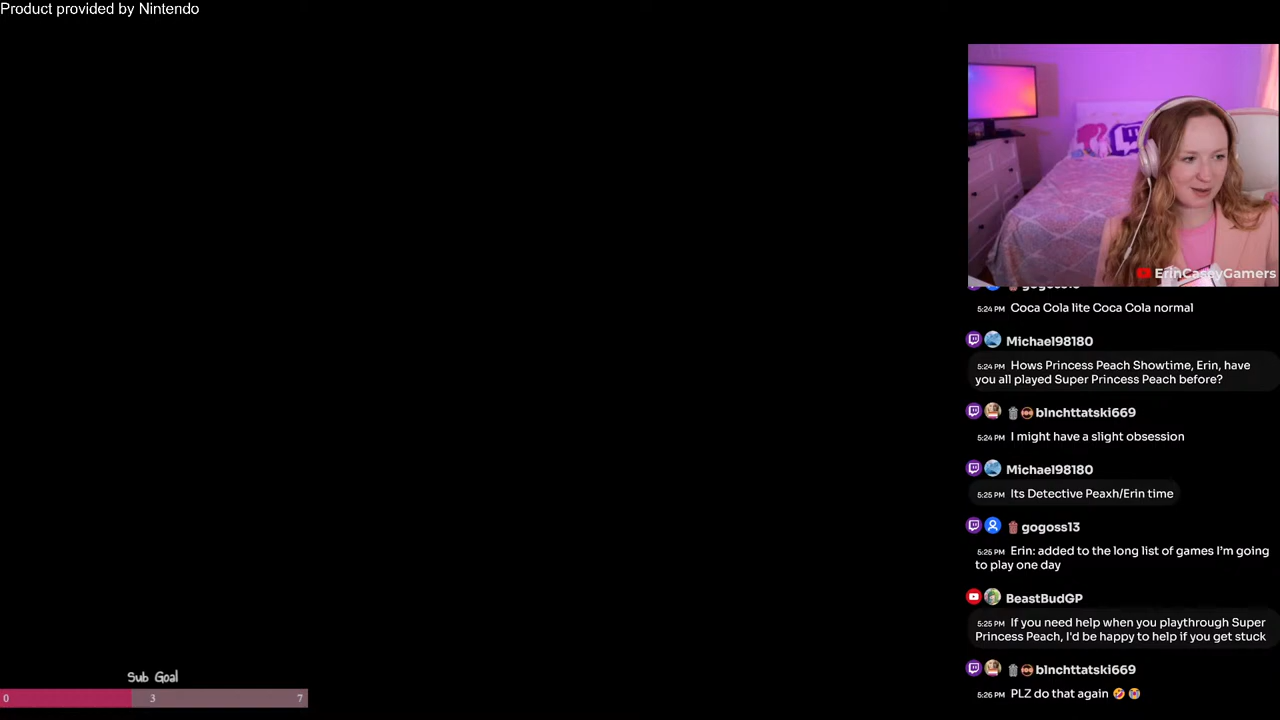 Product provided by Nintendo
ErinCaseyGamers
gogoss13
5:24 PM Coca Cola lite Coca Cola normal
Michael98180
5:24 PM Hows Princess Peach Showtime, Erin, have
you all played Super Princess Peach before?
blnchttatski669
5:24 PM I might have a slight obsession
Michael98180
5:25 PM Its Detective Peaxh/Erin time
gogoss13
5:25 PM Erin: added to the long list of games I'm going
to play one day
BeastBudGP
5:25 PM If you need help when you playthrough Super
Princess Peach, I'd be happy to help if you get stuck
blnchttatski669
5:26 PM PLZ do that again 🤣 😭
Sub Goal
0 3 7